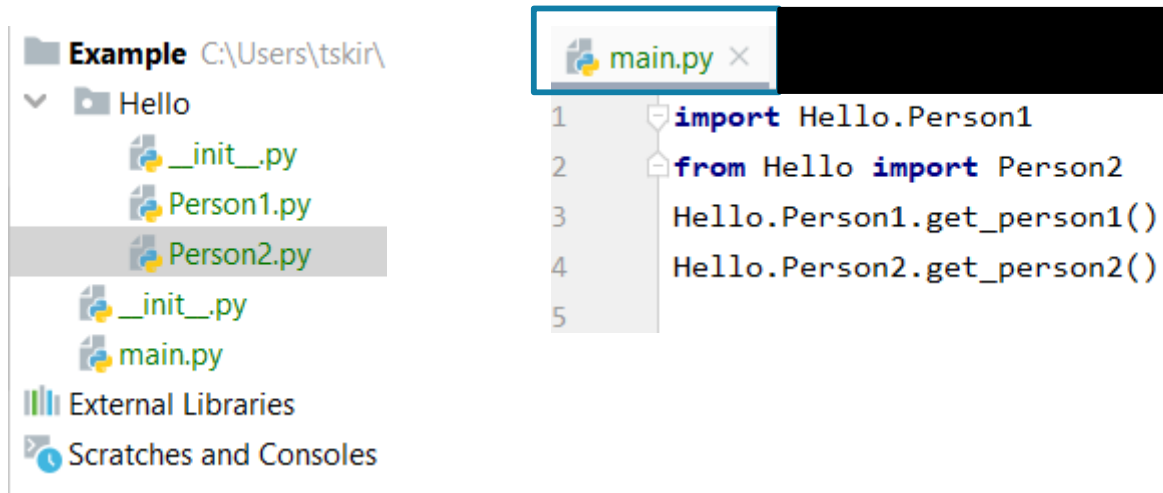 Example C:\Users\tskir\
Hello
__init__.py
Person1.py
Person2.py
__init__.py
main.py
External Libraries
Scratches and Consoles
main.py
1 import Hello.Person1
2 from Hello import Person2
3 Hello.Person1.get_person1()
4 Hello.Person2.get_person2()
5